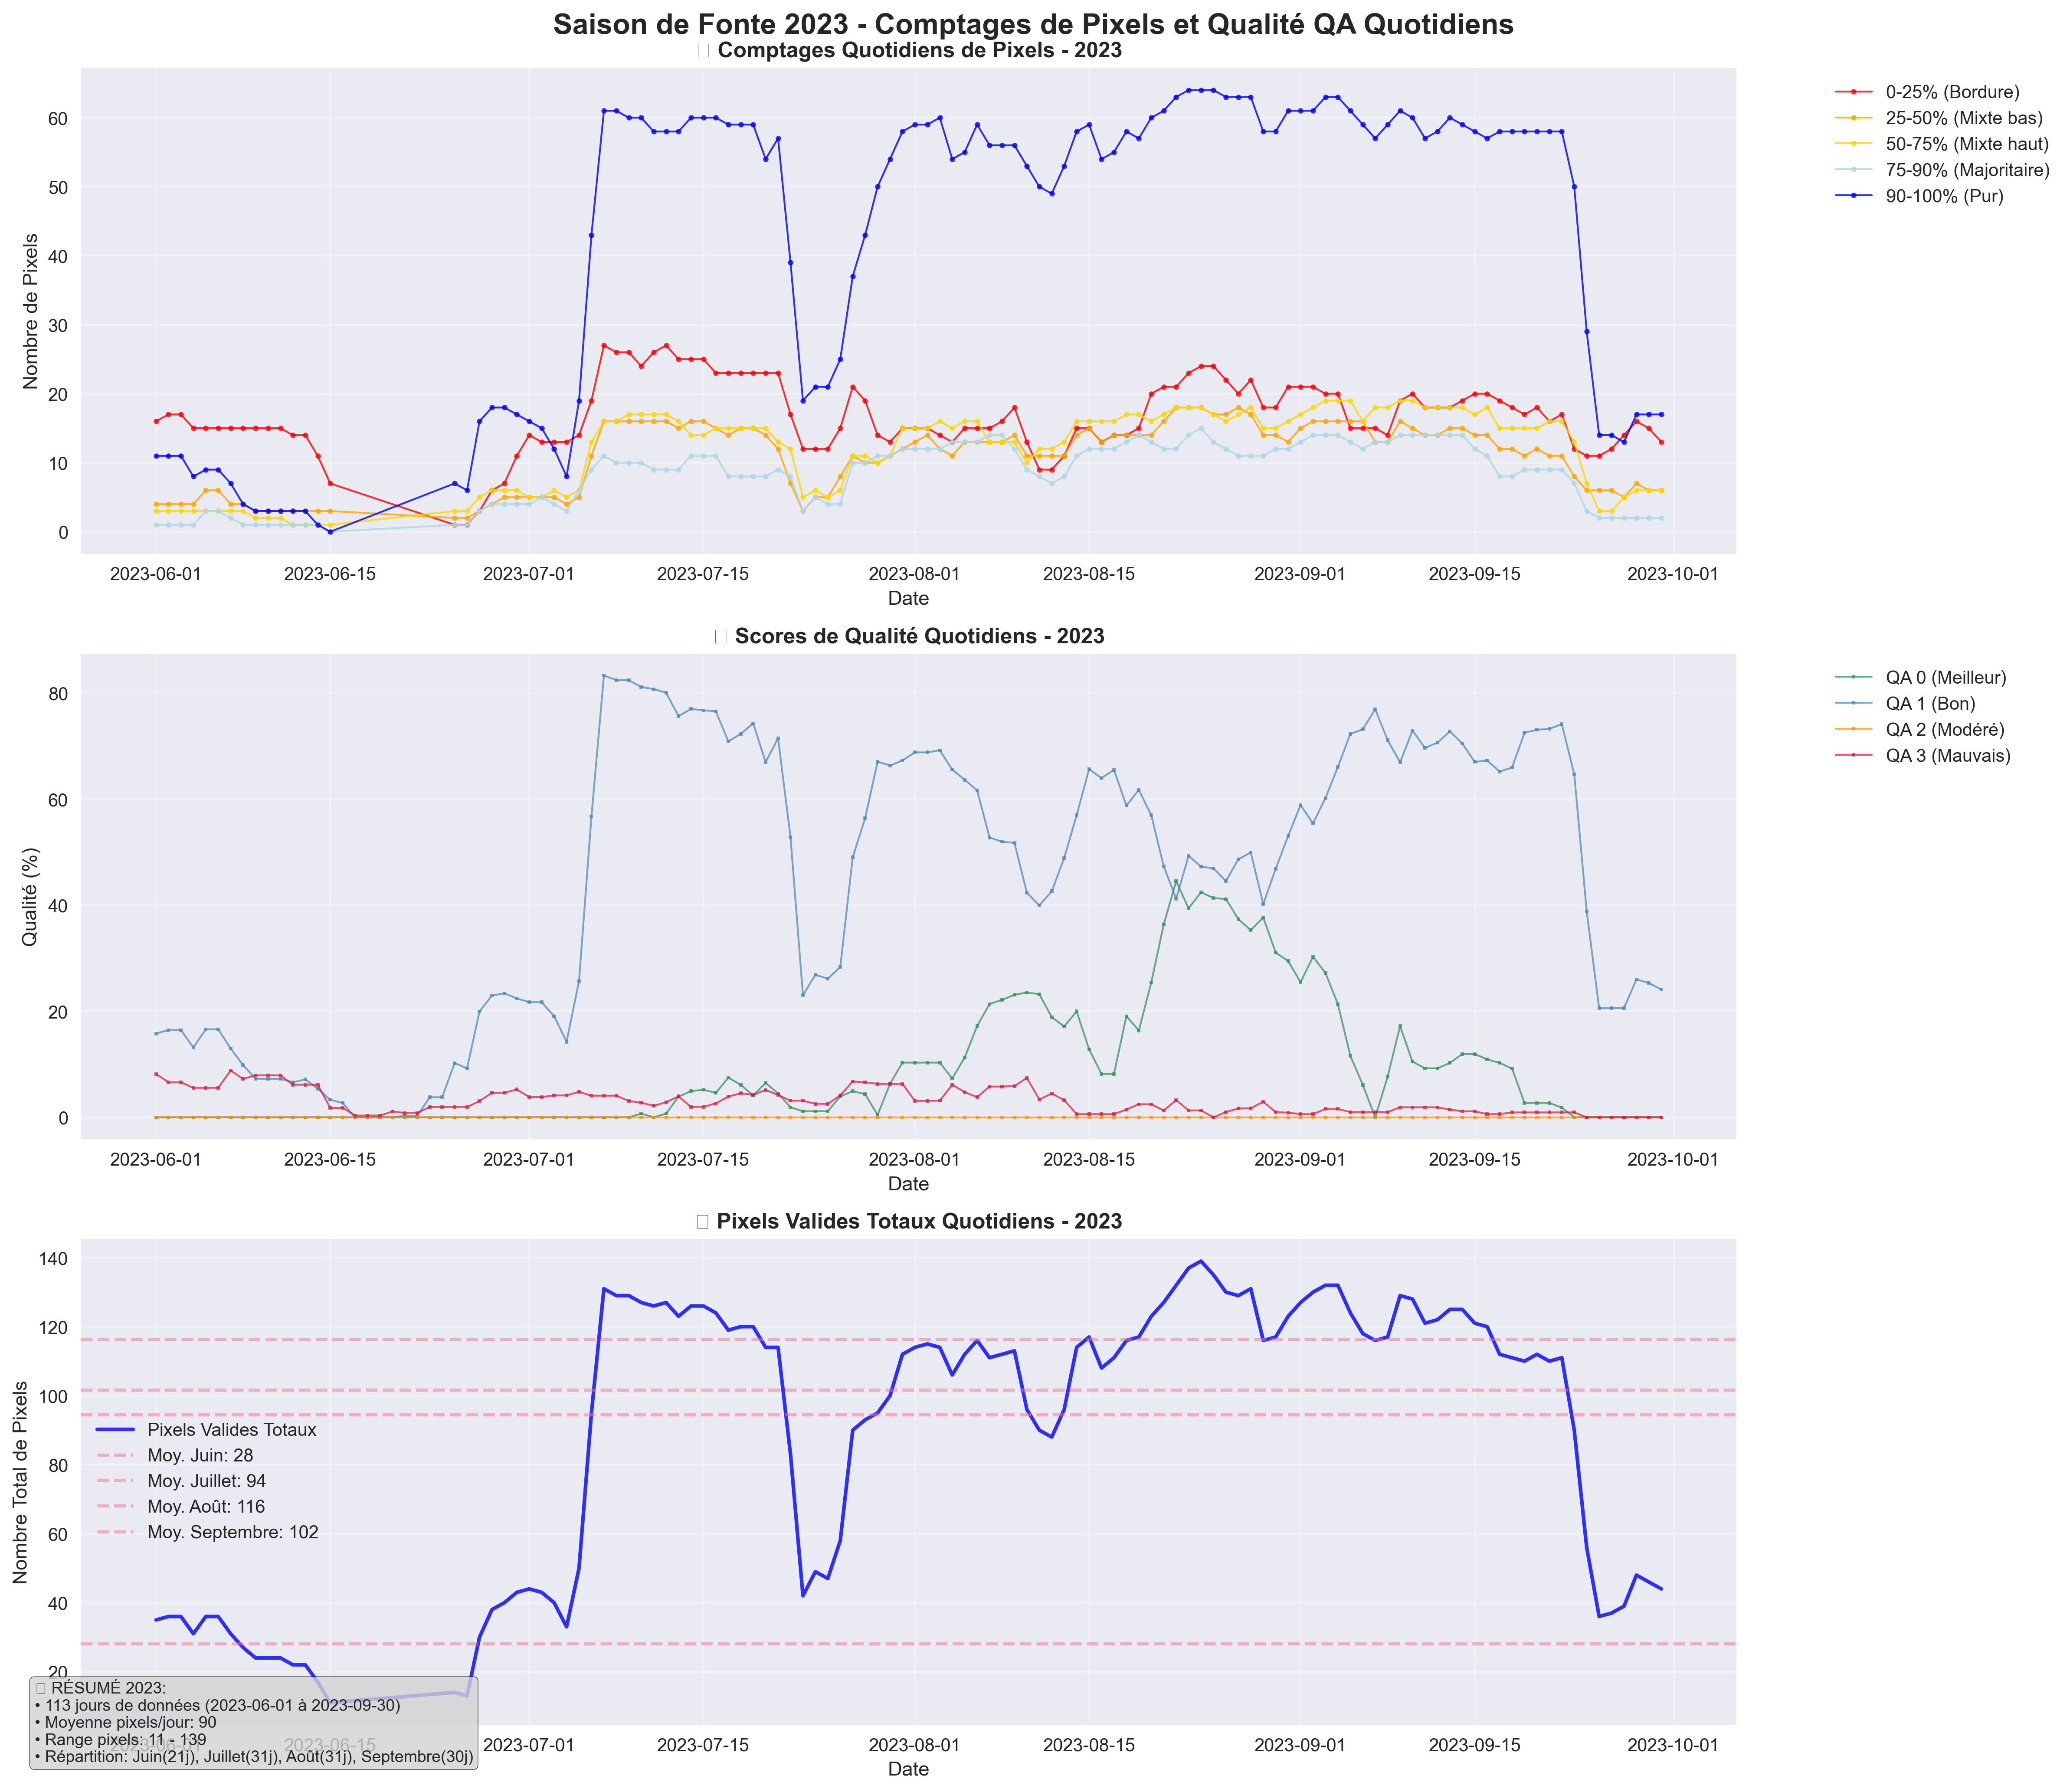 Saison de Fonte 2023 - Comptages de Pixels et Qualité QA Quotidiens
Comptages Quotidiens de Pixels - 2023
Nombre de Pixels
60
50
40
30
20
10
0
2023-06-01 2023-06-15 2023-07-01 2023-07-15 2023-08-01 2023-08-15 2023-09-01 2023-09-15 2023-10-01
Date
0-25% (Bordure)
25-50% (Mixte bas)
50-75% (Mixte haut)
75-90% (Majoritaire)
90-100% (Pur)
Scores de Qualité Quotidiens - 2023
Qualité (%)
80
60
40
20
0
2023-06-01 2023-06-15 2023-07-01 2023-07-15 2023-08-01 2023-08-15 2023-09-01 2023-09-15 2023-10-01
Date
QA 0 (Meilleur)
QA 1 (Bon)
QA 2 (Modéré)
QA 3 (Mauvais)
Pixels Valides Totaux Quotidiens - 2023
Nombre Total de Pixels
140
120
100
80
60
40
20
Pixels Valides Totaux
Moy. Juin: 28
Moy. Juillet: 94
Moy. Août: 116
Moy. Septembre: 102
RÉSUMÉ 2023:
• 113 jours de données (2023-06-01 à 2023-09-30)
• Moyenne pixels/jour: 90
• Range pixels: 11 - 139
• Répartition: Juin(21j), Juillet(31j), Août(31j), Septembre(30j)
2023-06-01 2023-06-15 2023-07-01 2023-07-15 2023-08-01 2023-08-15 2023-09-01 2023-09-15 2023-10-01
Date